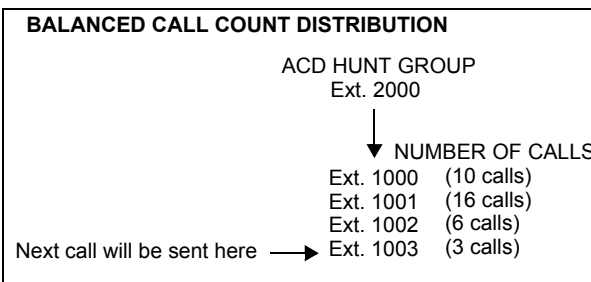 BALANCED CALL COUNT DISTRIBUTION
ACD HUNT GROUP
Ext. 2000
NUMBER OF CALLS
Ext. 1000 (10 calls)
Ext. 1001 (16 calls)
Ext. 1002 (6 calls)
Next call will be sent here Ext. 1003 (3 calls)